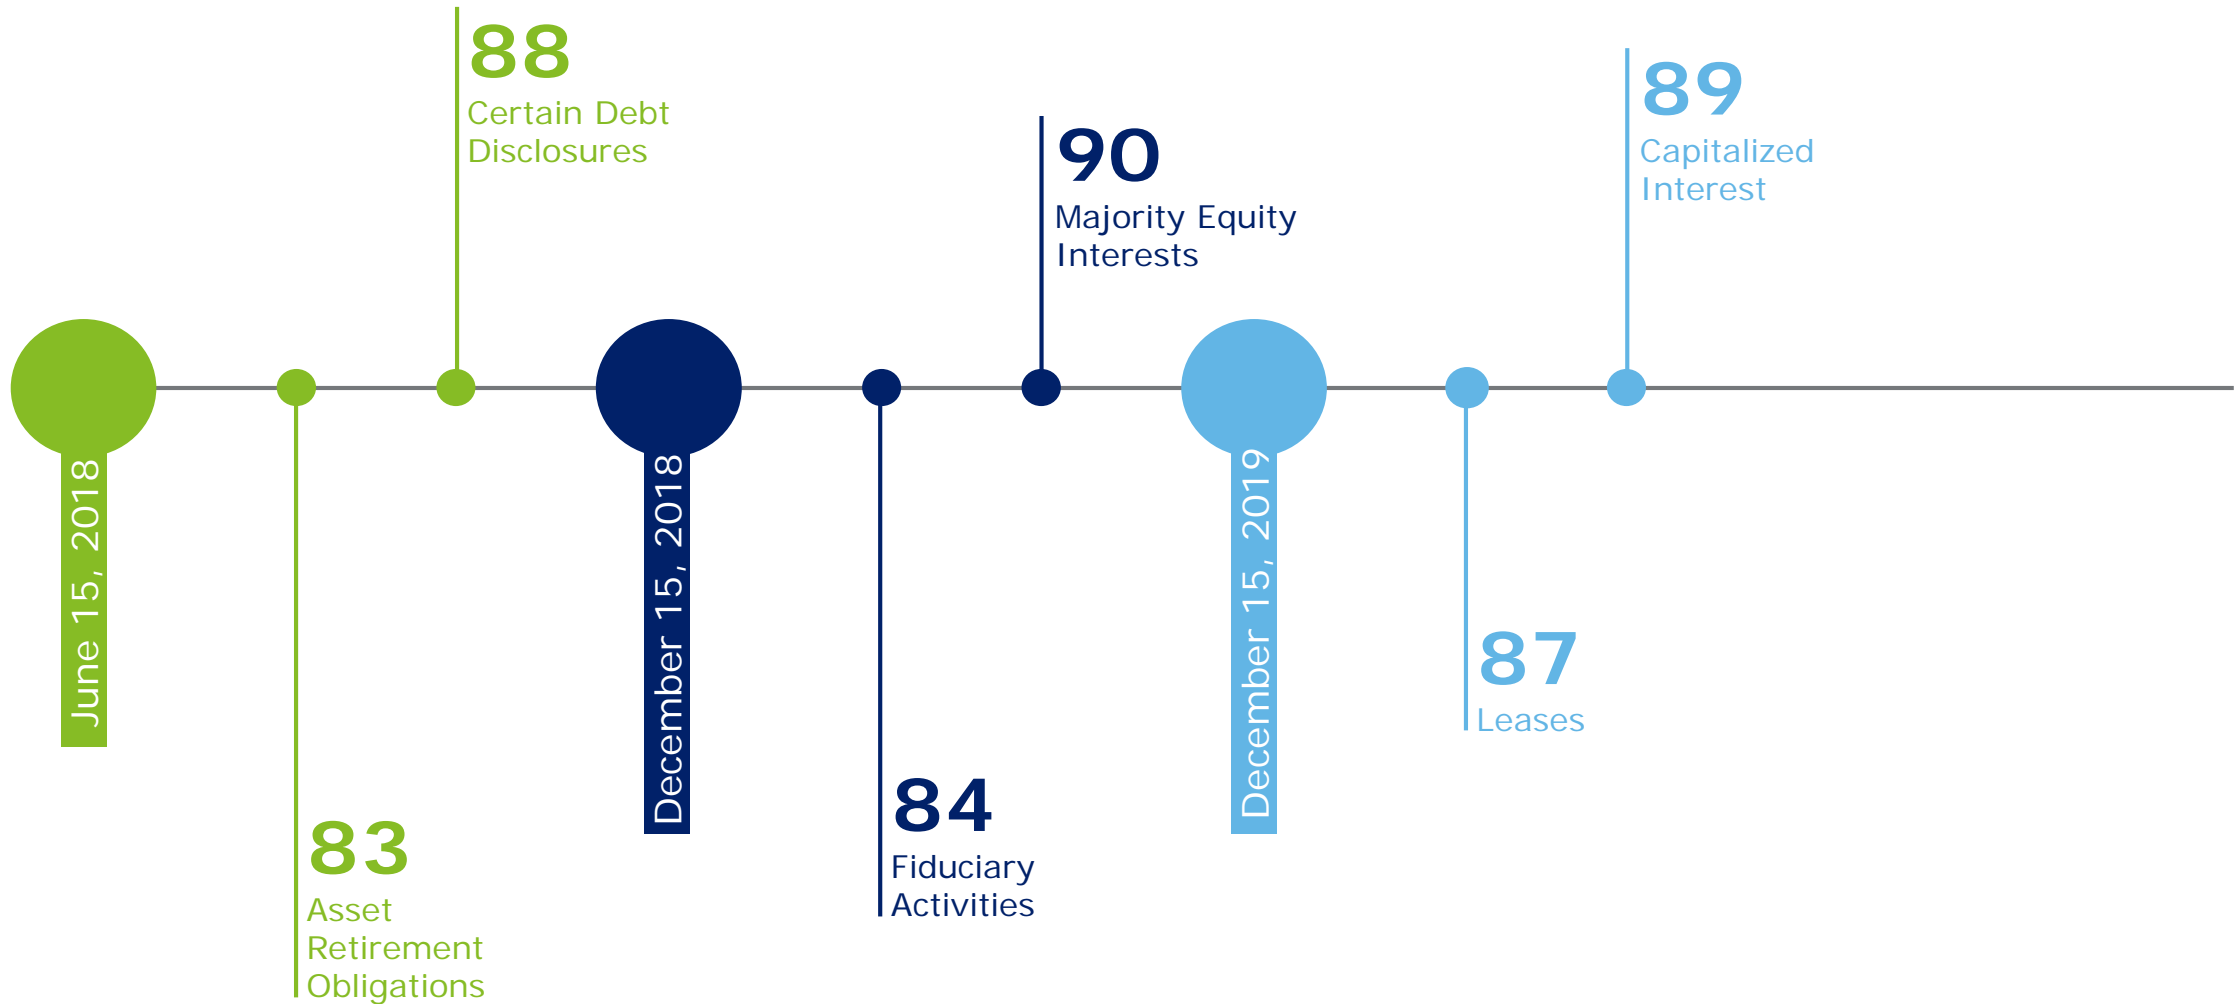 June 15, 2018
83
Asset
Retirement
Obligations
88
Certain Debt
Disclosures
December 15, 2018
84
Fiduciary
Activities
90
Majority Equity
Interests
December 15, 2019
87
Leases
89
Capitalized
Interest